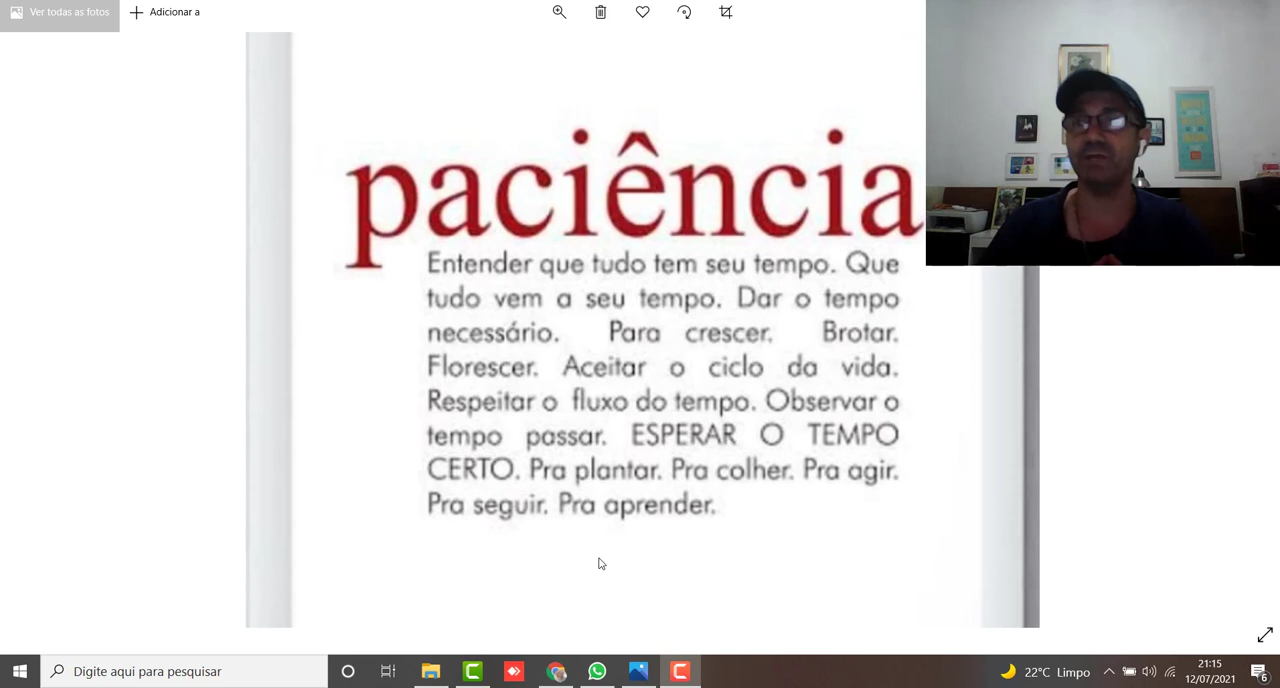 Ver todas as fotos
Adicionar a
paciência
Entender que tudo tem seu tempo. Que
tudo vem a seu tempo. Dar o tempo
necessário. Para crescer. Brotar.
Florescer. Aceitar o ciclo da vida.
Respeitar o fluxo do tempo. Observar o
tempo passar. ESPERAR O TEMPO
CERTO. Pra plantar. Pra colher. Pra agir.
Pra seguir. Pra aprender.
Digite aqui para pesquisar
22°C Limpo
21:15
12/07/2021
6